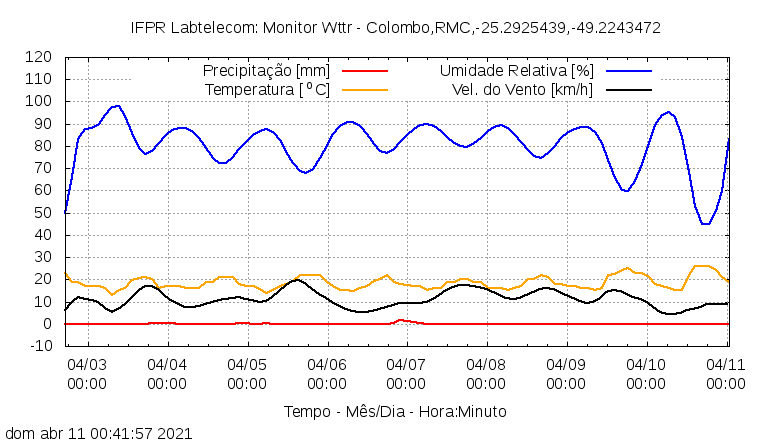 IFPR Labtelecom: Monitor Wttr - Colombo,RMC,-25.2925439,-49.2243472
120
110
100
90
80
70
60
50
40
30
20
10
0
-10
Precipitação [mm]
Temperatura [⁰C]
Umidade Relativa [%]
Vel. do Vento [km/h]
04/03 04/04 04/05 04/06 04/07 04/08 04/09 04/10 04/11
00:00 00:00 00:00 00:00 00:00 00:00 00:00 00:00 00:00
Tempo - Mês/Dia - Hora:Minuto
dom abr 11 00:41:57 2021